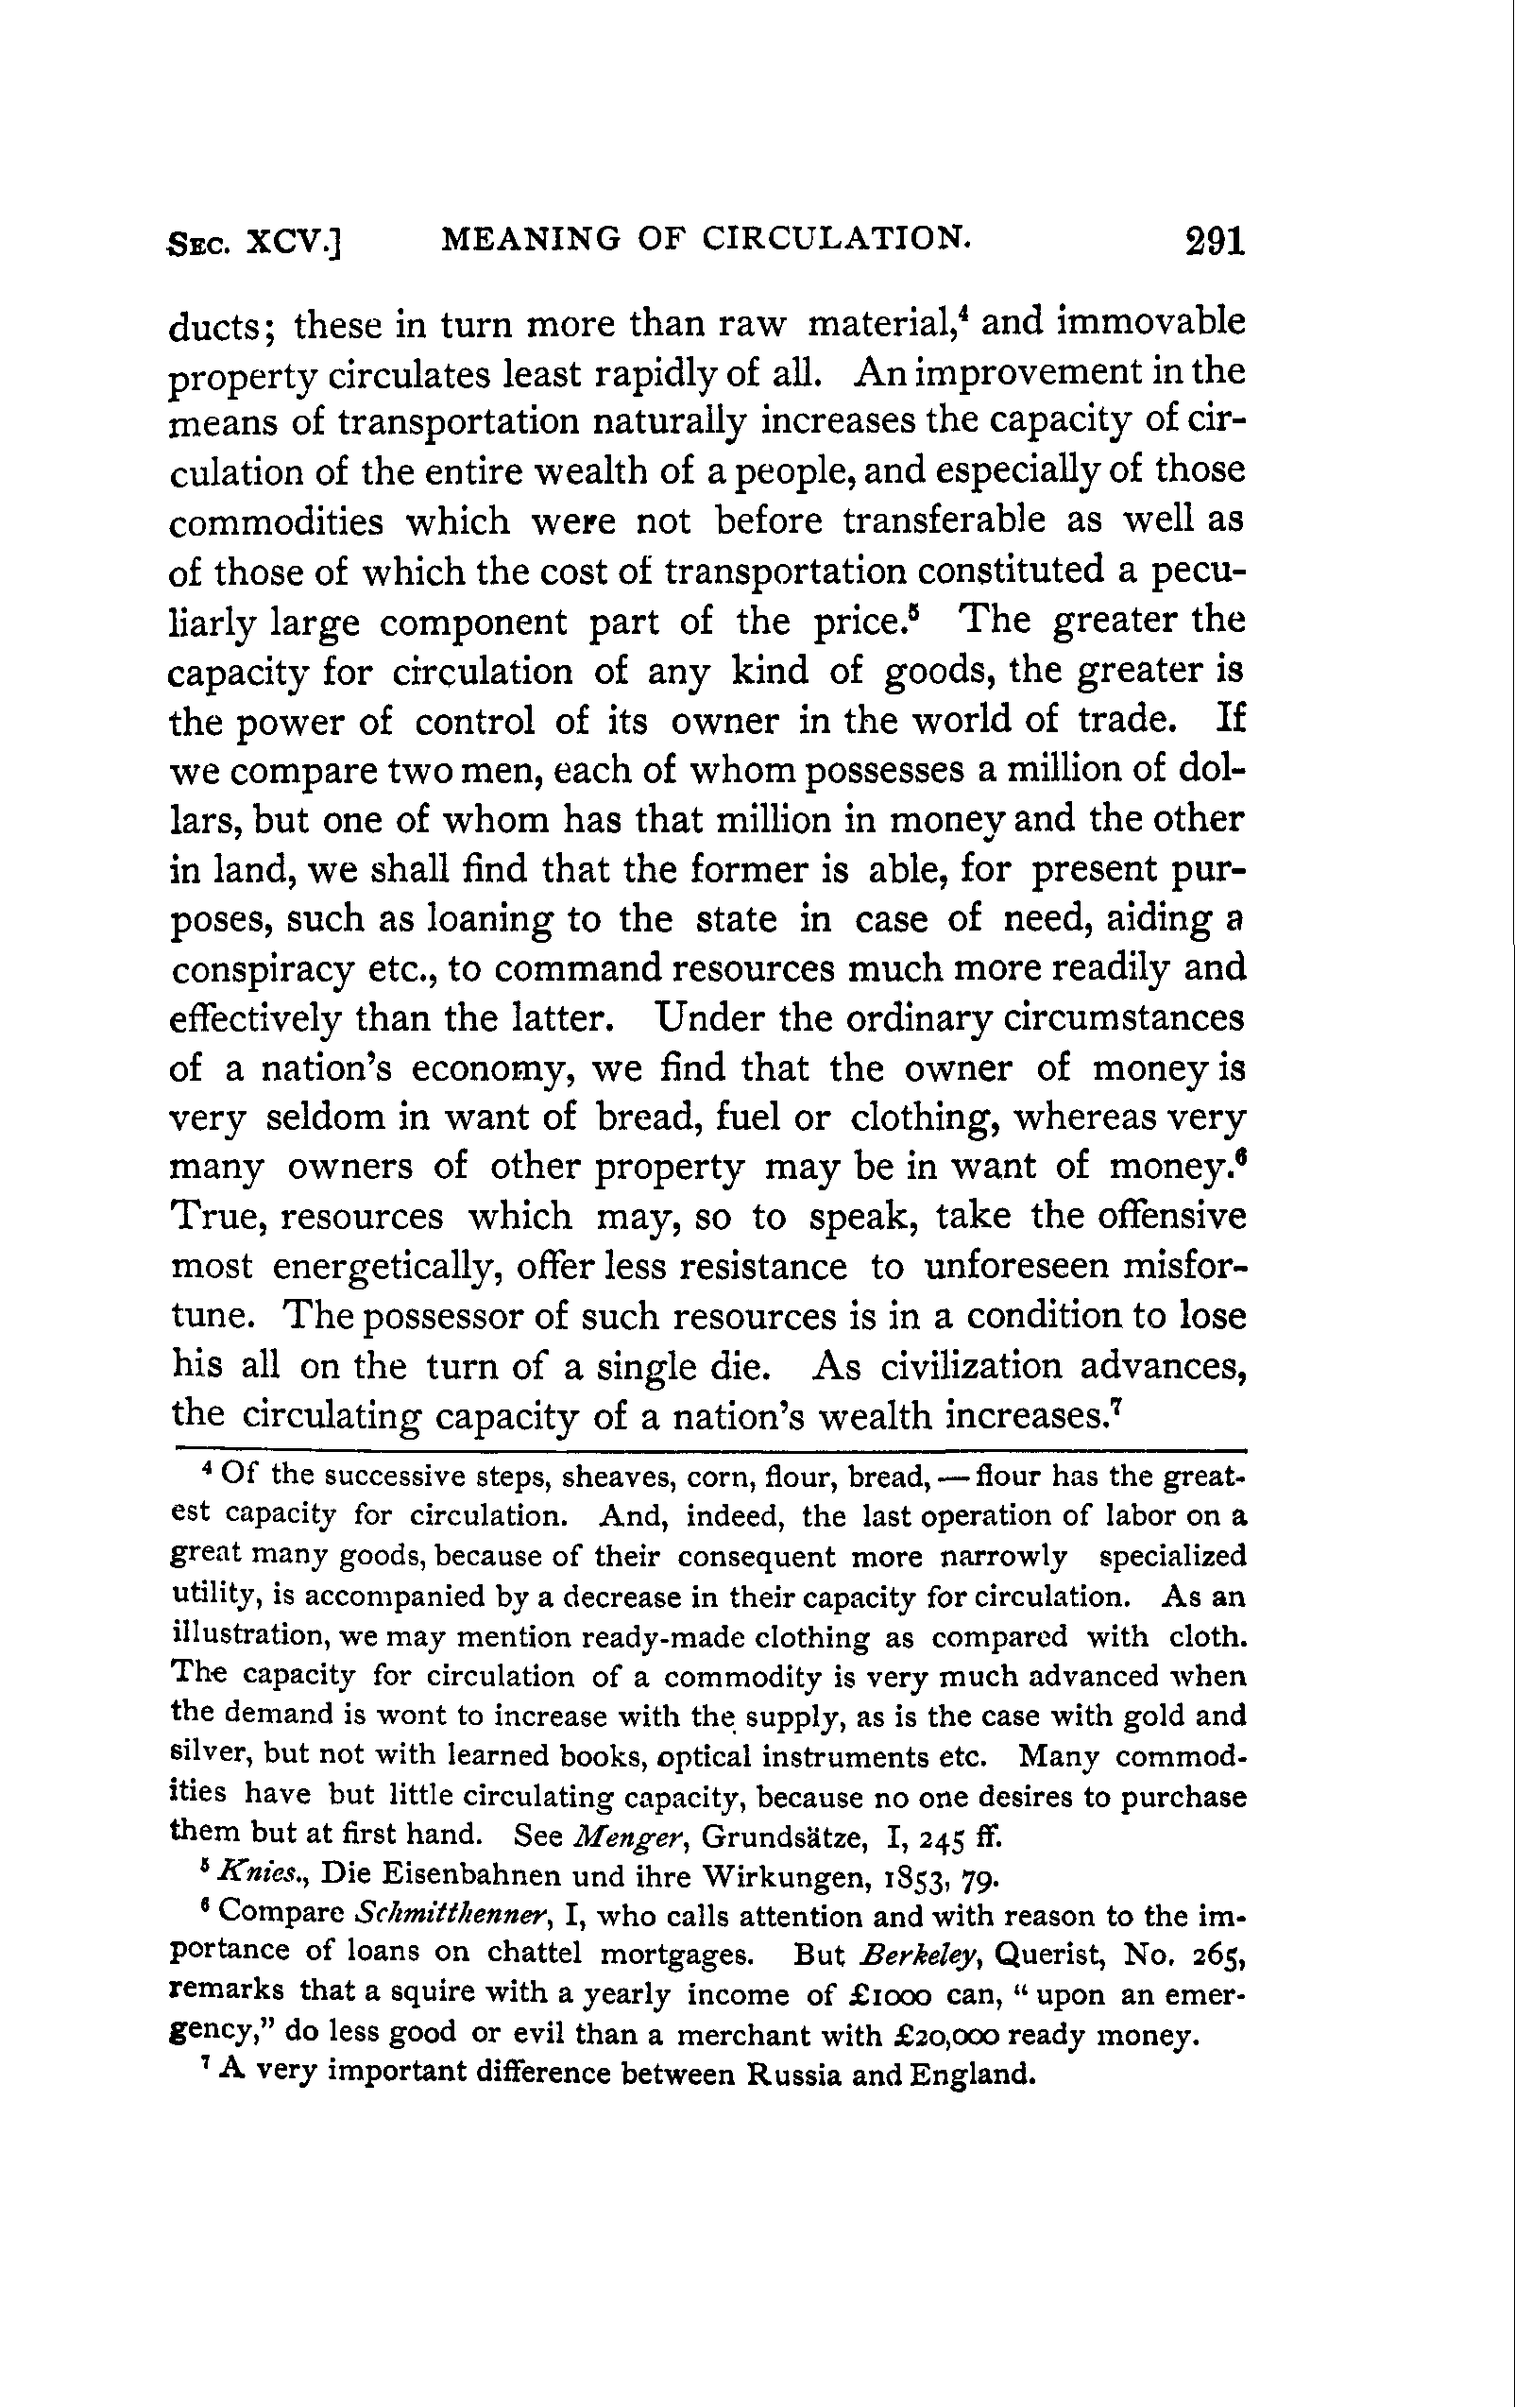 SEC. XCV.] MEANING OF CIRCULATION. 291
ducts; these in turn more than raw material,⁴ and immovable
property circulates least rapidly of all. An improvement in the
means of transportation naturally increases the capacity of cir-
culation of the entire wealth of a people, and especially of those
commodities which were not before transferable as well as
of those of which the cost of transportation constituted a pecu-
liarly large component part of the price.⁵ The greater the
capacity for circulation of any kind of goods, the greater is
the power of control of its owner in the world of trade. If
we compare two men, each of whom possesses a million of dol-
lars, but one of whom has that million in money and the other
in land, we shall find that the former is able, for present pur-
poses, such as loaning to the state in case of need, aiding a
conspiracy etc., to command resources much more readily and
effectively than the latter. Under the ordinary circumstances
of a nation's economy, we find that the owner of money is
very seldom in want of bread, fuel or clothing, whereas very
many owners of other property may be in want of money.⁶
True, resources which may, so to speak, take the offensive
most energetically, offer less resistance to unforeseen misfor-
tune. The possessor of such resources is in a condition to lose
his all on the turn of a single die. As civilization advances,
the circulating capacity of a nation's wealth increases.⁷
⁴ Of the successive steps, sheaves, corn, flour, bread, — flour has the great-
est capacity for circulation. And, indeed, the last operation of labor on a
great many goods, because of their consequent more narrowly specialized
utility, is accompanied by a decrease in their capacity for circulation. As an
illustration, we may mention ready-made clothing as compared with cloth.
The capacity for circulation of a commodity is very much advanced when
the demand is wont to increase with the supply, as is the case with gold and
silver, but not with learned books, optical instruments etc. Many commod-
ities have but little circulating capacity, because no one desires to purchase
them but at first hand. See Menger, Grundsätze, I, 245 ff.
⁵ Knies., Die Eisenbahnen und ihre Wirkungen, 1853, 79.
⁶ Compare Schmitthenner, I, who calls attention and with reason to the im-
portance of loans on chattel mortgages. But Berkeley, Querist, No. 265,
remarks that a squire with a yearly income of £1000 can, "upon an emer-
gency," do less good or evil than a merchant with £20,000 ready money.
⁷ A very important difference between Russia and England.